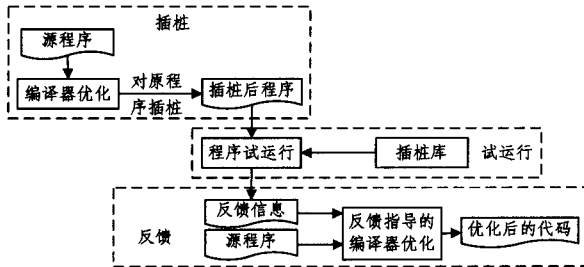 插桩
源程序
编译器优化
对原程
序插桩
插桩后程序
程序试运行
插桩库
试运行
反馈信息
源程序
反馈
反馈指导的
编译器优化
优化后的代码